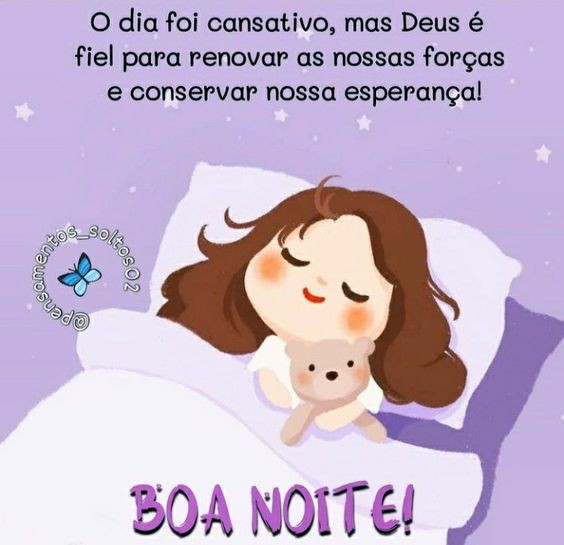 O dia foi cansativo, mas Deus é
fiel para renovar as nossas forças
e conservar nossa esperança!
@pensamentos_soltos02
BOA NOITE!